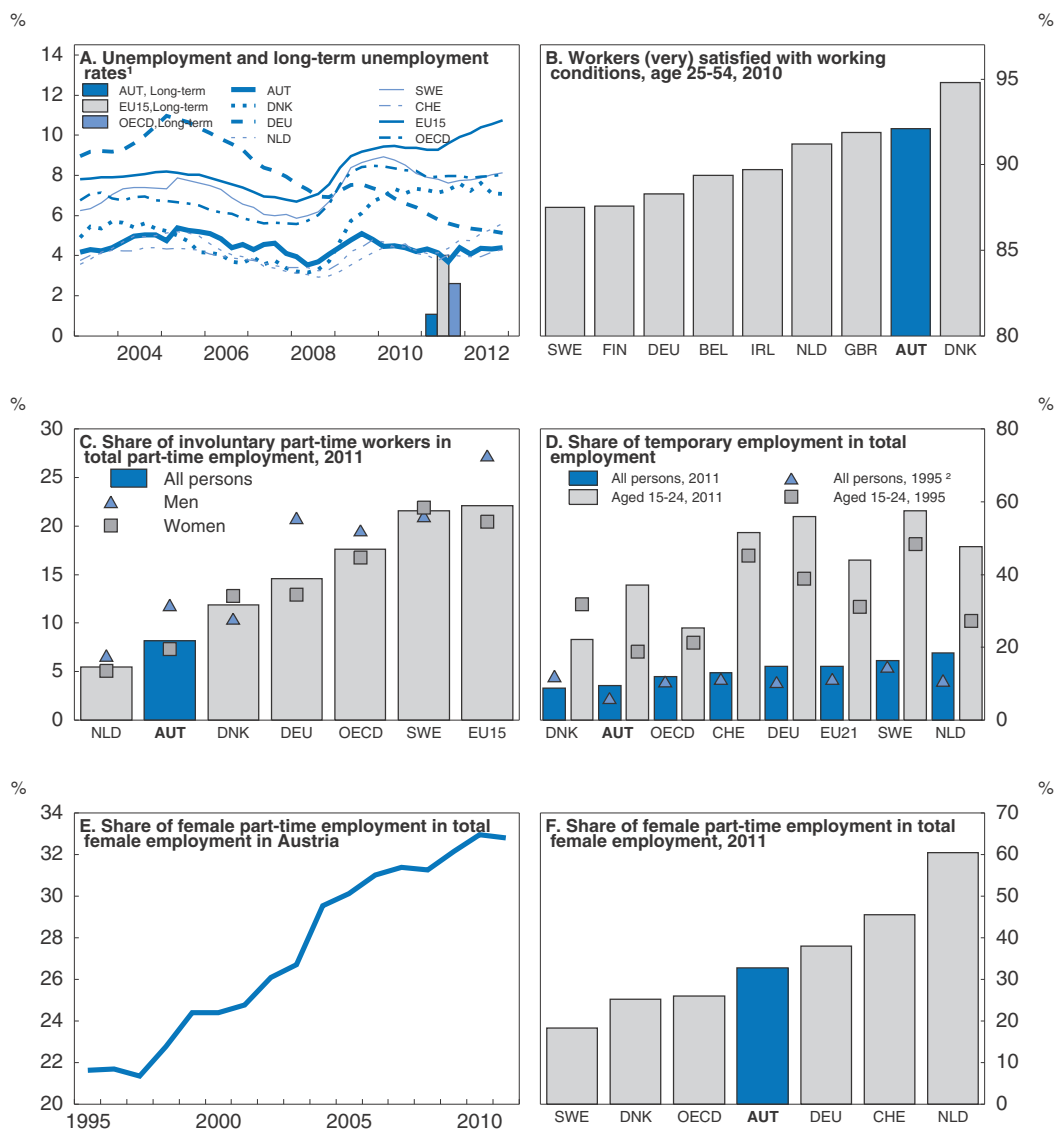 % %
A. Unemployment and long-term unemployment
rates¹
AUT, Long-term AUT SWE
EU15,Long-term DNK CHE
OECD,Long-term DEU EU15
NLD OECD
14
12
10
8
6
4
2
0
2004 2006 2008 2010 2012
B. Workers (very) satisfied with working
conditions, age 25-54, 2010
95
90
85
80
SWE FIN DEU BEL IRL NLD GBR AUT DNK
% %
C. Share of involuntary part-time workers in
total part-time employment, 2011
All persons
Men
Women
30
25
20
15
10
5
0
NLD AUT DNK DEU OECD SWE EU15
D. Share of temporary employment in total
employment
All persons, 2011 All persons, 1995 ²
Aged 15-24, 2011 Aged 15-24, 1995
80
60
40
20
0
DNK AUT OECD CHE DEU EU21 SWE NLD
% %
E. Share of female part-time employment in total
female employment in Austria
34
32
30
28
26
24
22
20
1995 2000 2005 2010
F. Share of female part-time employment in total
female employment, 2011
70
60
50
40
30
20
10
0
SWE DNK OECD AUT DEU CHE NLD